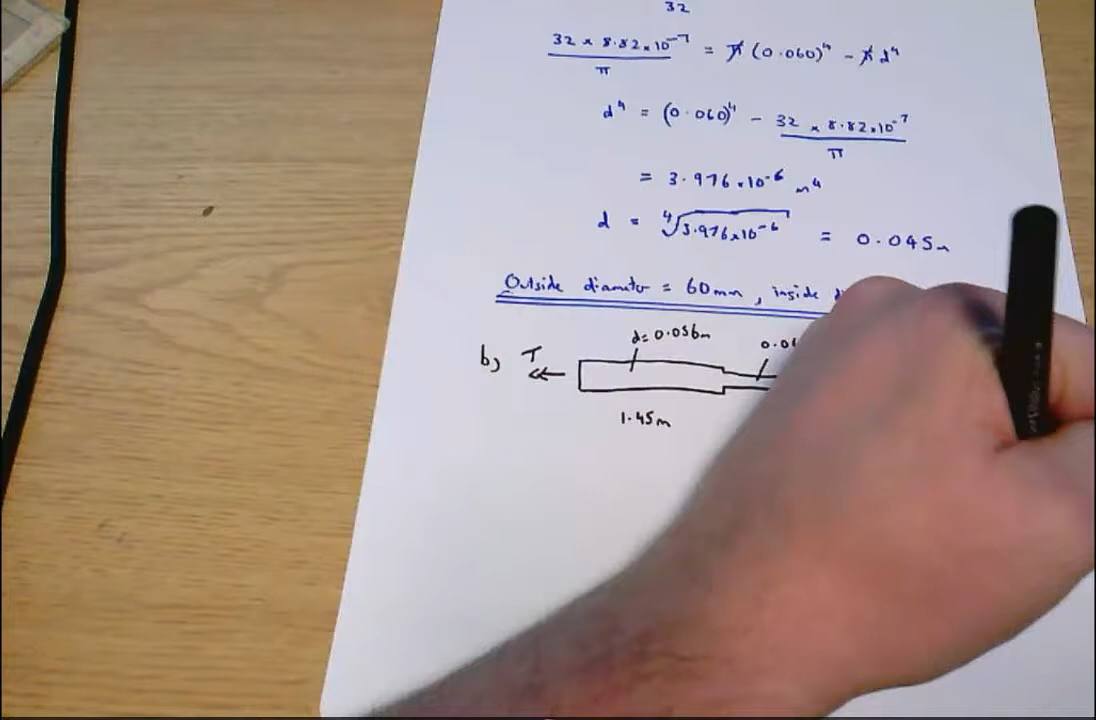 32
32 x 8.82 x 10⁻⁷ / π = π (0.060)⁴ - π d⁴
d⁴ = (0.060)⁴ - 32 x 8.82 x 10⁻⁷ / π
= 3.976 x 10⁻⁶ m⁴
d = ⁴√3.976 x 10⁻⁶ = 0.045m
Outside diameter = 60mm, inside
d= 0.056m
b) T
1.45m